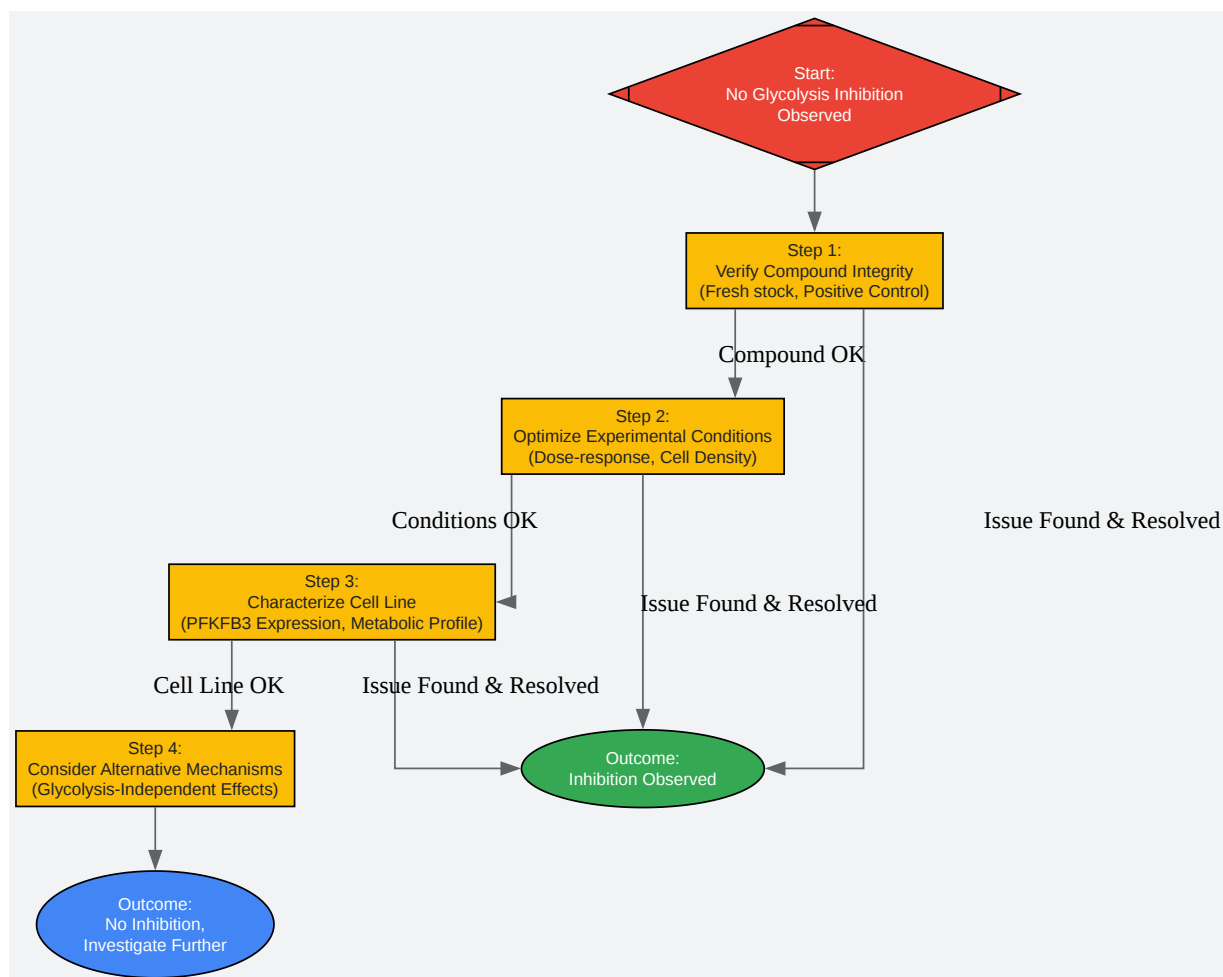 Start:
No Glycolysis Inhibition
Observed
Step 1:
Verify Compound Integrity
(Fresh stock, Positive Control)
Compound OK
Step 2:
Optimize Experimental Conditions
(Dose-response, Cell Density)
Conditions OK
Issue Found & Resolved
Step 3:
Characterize Cell Line
(PFKFB3 Expression, Metabolic Profile)
Issue Found & Resolved
Cell Line OK
Issue Found & Resolved
Step 4:
Consider Alternative Mechanisms
(Glycolysis-Independent Effects)
Outcome:
Inhibition Observed
Outcome:
No Inhibition,
Investigate Further